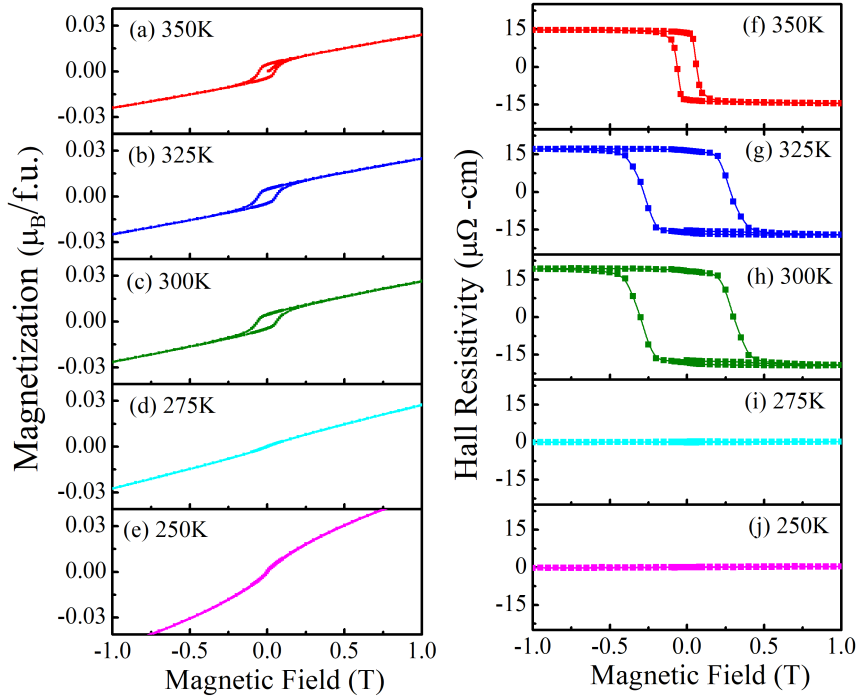 Magnetization (μB/f.u.)
0.03
0.00
-0.03
(a) 350K
0.03
0.00
-0.03
(b) 325K
0.03
0.00
-0.03
(c) 300K
0.03
0.00
-0.03
(d) 275K
0.03
0.00
-0.03
(e) 250K
-1.0 -0.5 0.0 0.5 1.0
Magnetic Field (T)
Hall Resistivity (μΩ -cm)
15
0
-15
(f) 350K
15
0
-15
(g) 325K
15
0
-15
(h) 300K
15
0
-15
(i) 275K
15
0
-15
(j) 250K
-1.0 -0.5 0.0 0.5 1.0
Magnetic Field (T)